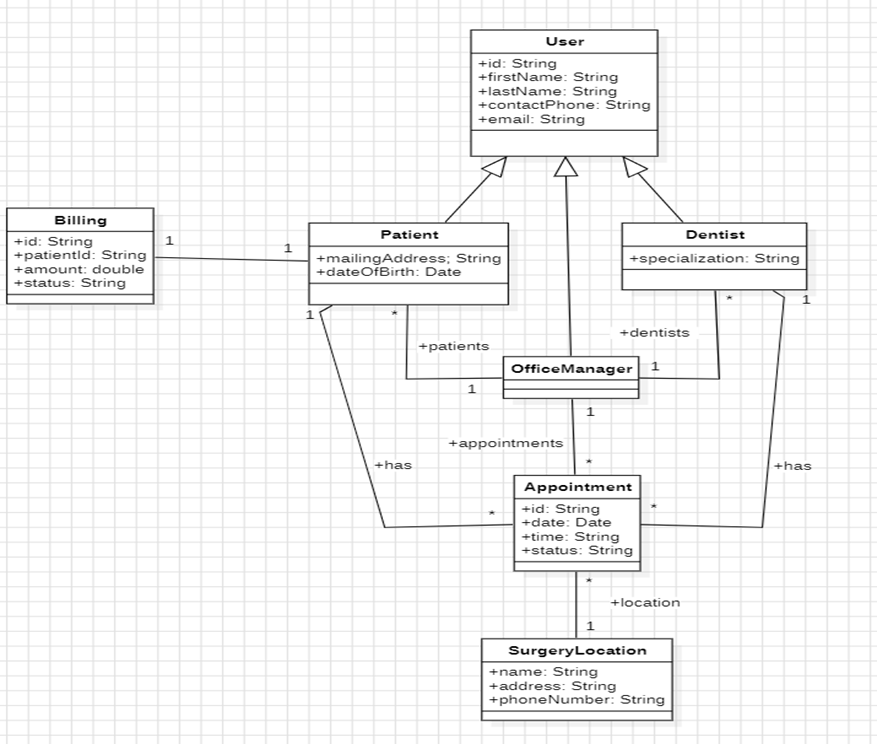 User
+id: String
+firstName: String
+lastName: String
+contactPhone: String
+email: String
Billing
+id: String
+patientId: String
+amount: double
+status: String
1
1
Patient
+mailingAddress; String
+dateOfBirth: Date
Dentist
+specialization: String
1
*
*
1
+patients
+dentists
OfficeManager
1
1
1
+appointments
*
+has
+has
Appointment
+id: String
+date: Date
+time: String
+status: String
*
*
*
+location
1
SurgeryLocation
+name: String
+address: String
+phoneNumber: String